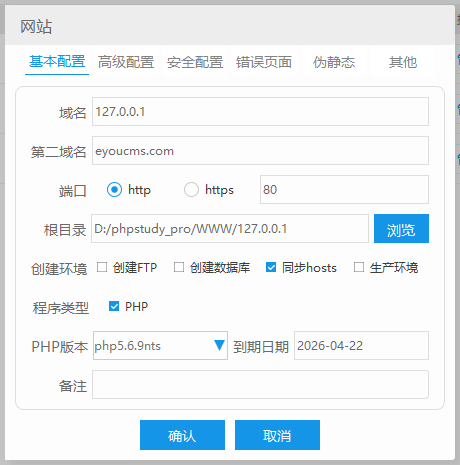 网站
基本配置 高级配置 安全配置 错误页面 伪静态 其他
域名 127.0.0.1
第二域名 eyoucms.com
端口 http https 80
根目录 D:/phpstudy_pro/WWW/127.0.0.1 浏览
创建环境 创建FTP 创建数据库 同步hosts 生产环境
程序类型 PHP
PHP版本 php5.6.9nts 到期日期 2026-04-22
备注
确认 取消